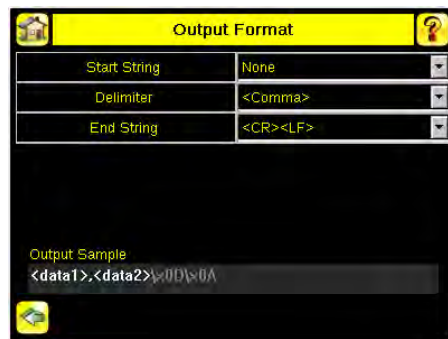 Output Format
Start String None
Delimiter <Comma>
End String <CR><LF>
Output Sample
<data1>,<data2>\x0D\x0A